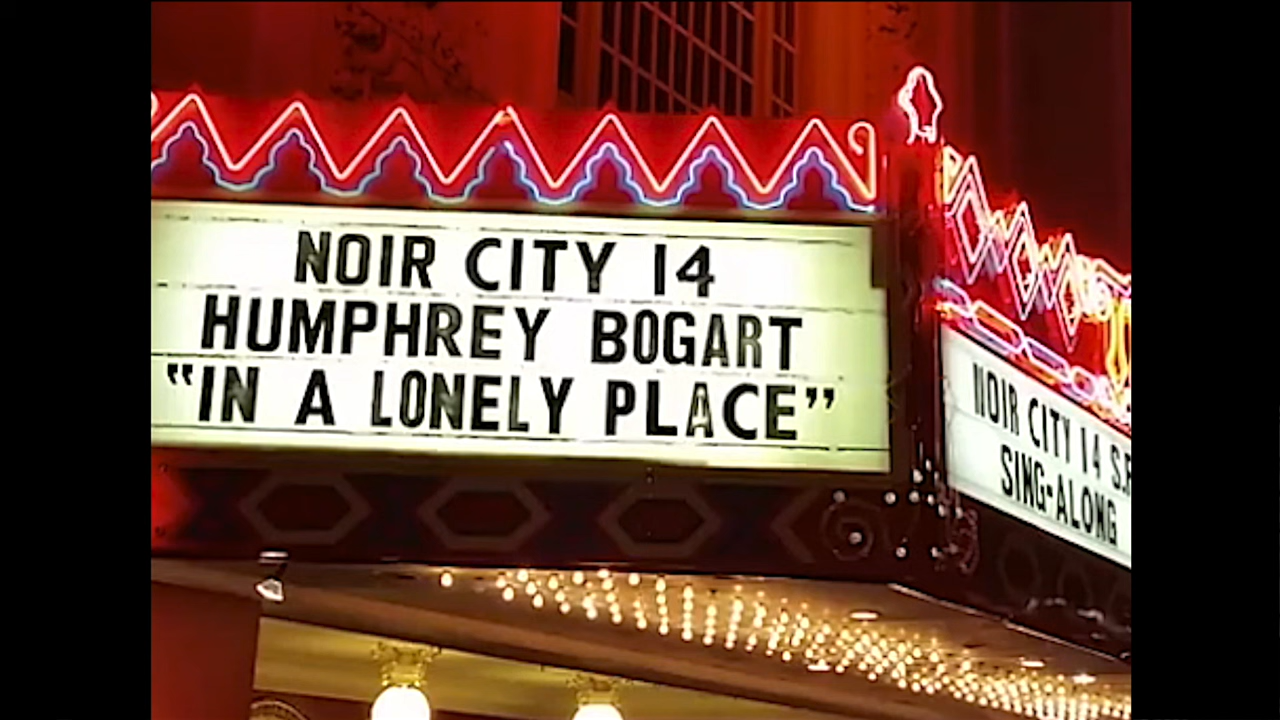 NOIR CITY 14
HUMPHREY BOGART
"IN A LONELY PLACE"
NOIR CITY 14 S.F
SING-ALONG